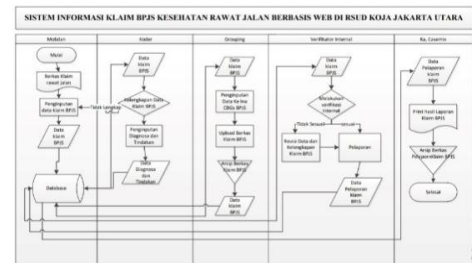 SISTEM INFORMASI KLAIM BPJS KESEHATAN RAWAT JALAN BERBASIS WEB DI RSUD KOJA JAKARTA UTARA
Koder
Grouping
Verifikator Internal
Ka. Casemix
Mulai
Berkas Klaim
rawat jalan
Penginputan
data Klaim BPJS
Data
Klaim
BPJS
Database
Data
klaim
BPJS
Tidak Lengkap
Kelengkapan Data
Klaim BPJS
Penginputan
Diagnosa dan
Tindakan
Data
Diagnosa
dan
Tindakan
Data
klaim
BPJS
Penginputan
Data Ke Ina
CBGs BPJS
Upload Berkas
Klaim BPJS
Arsip Berkas
Klaim BPJS
Data
klaim
BPJS
Data
klaim
BPJS
Melakukan
verifikasi
internal
Tidak Sesuai
sesuai
Revisi Data dan
Kelengkapan
Klaim BPJS
Pelaporan
Data
Pelaporan
klaim
BPJS
Data
Pelaporan
klaim
BPJS
Print Hasil Laporan
Klaim BPJS
Arsip Berkas
Selesai